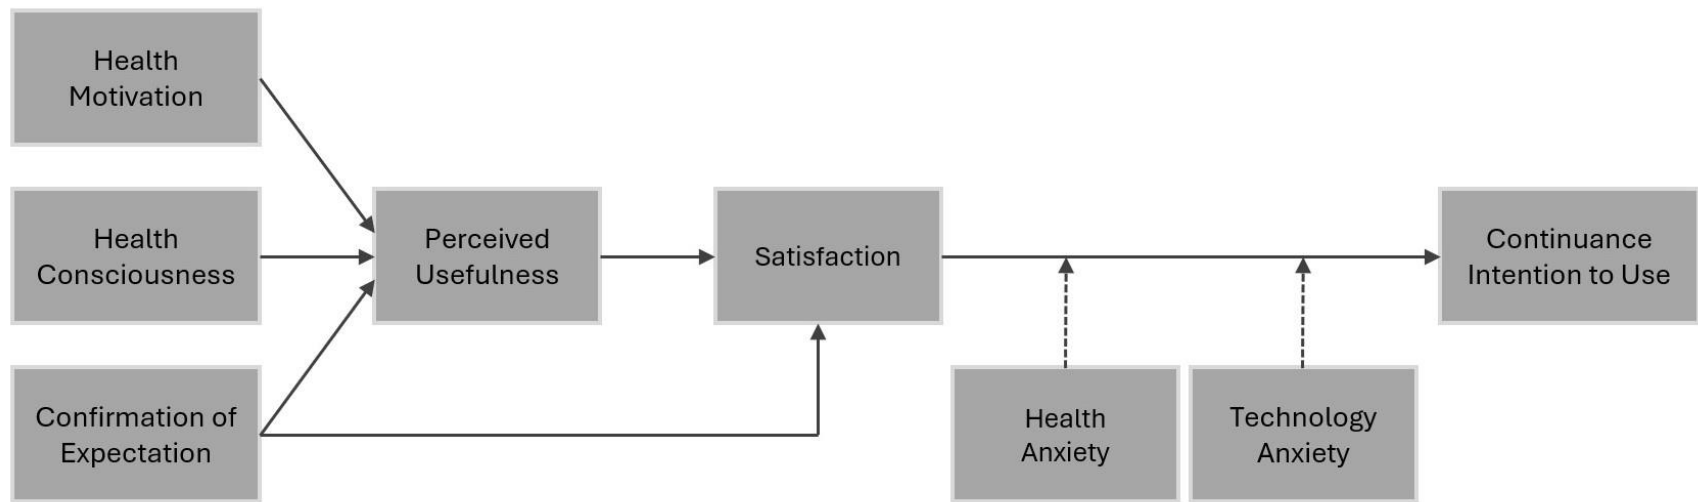 Health
Motivation
Health
Consciousness
Confirmation of
Expectation
Perceived
Usefulness
Satisfaction
Health
Anxiety
Technology
Anxiety
Continuance
Intention to Use